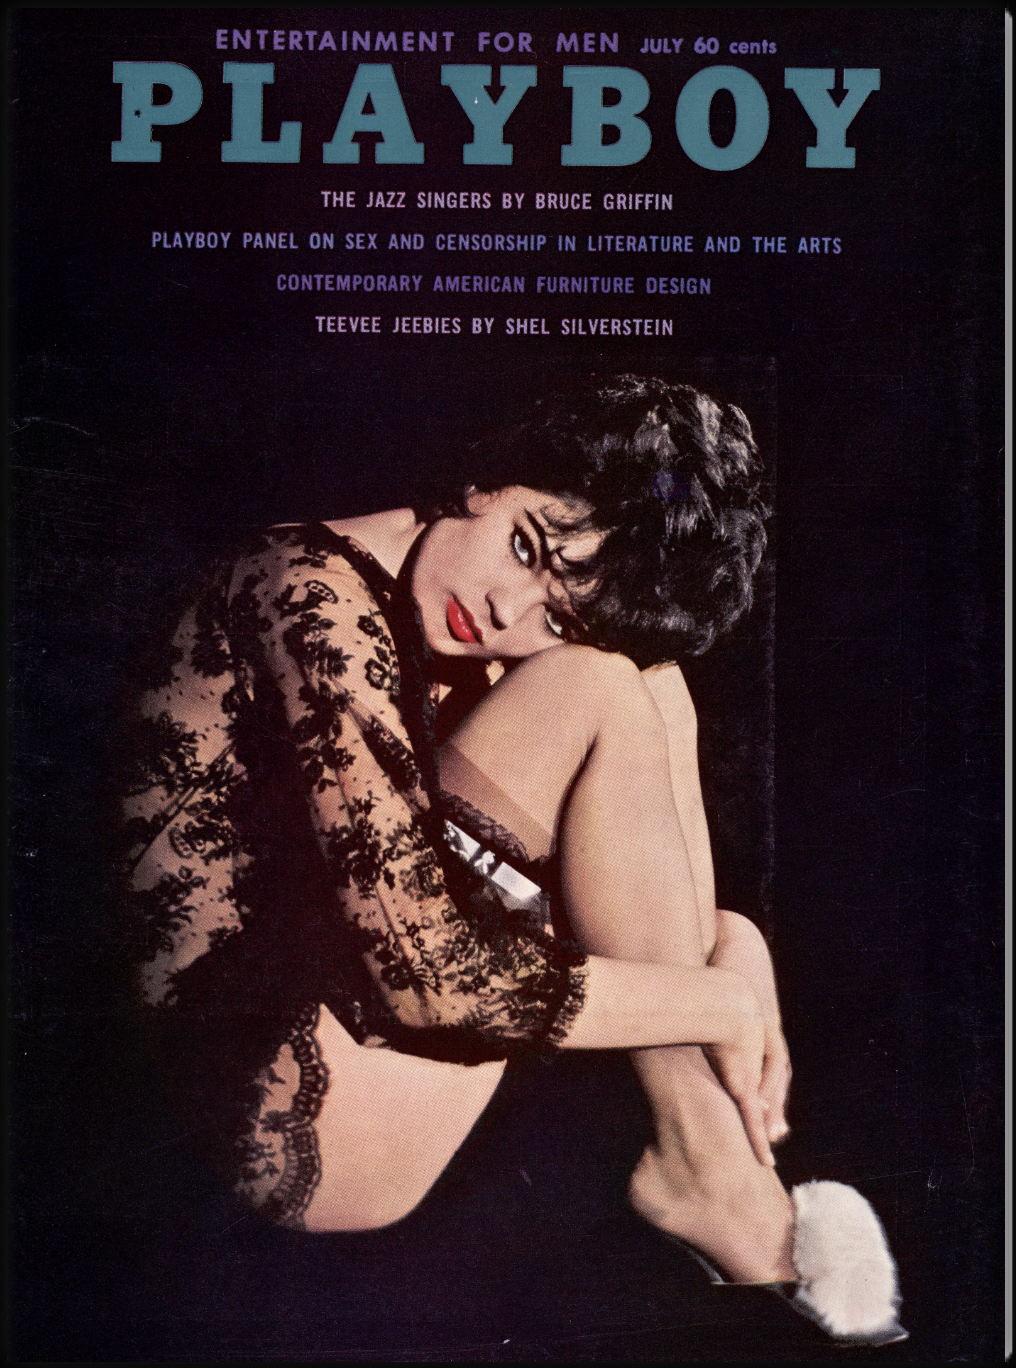 ENTERTAINMENT FOR MEN JULY 60 cents
PLAYBOY
THE JAZZ SINGERS BY BRUCE GRIFFIN
PLAYBOY PANEL ON SEX AND CENSORSHIP IN LITERATURE AND THE ARTS
CONTEMPORARY AMERICAN FURNITURE DESIGN
TEEVEE JEEBIES BY SHEL SILVERSTEIN